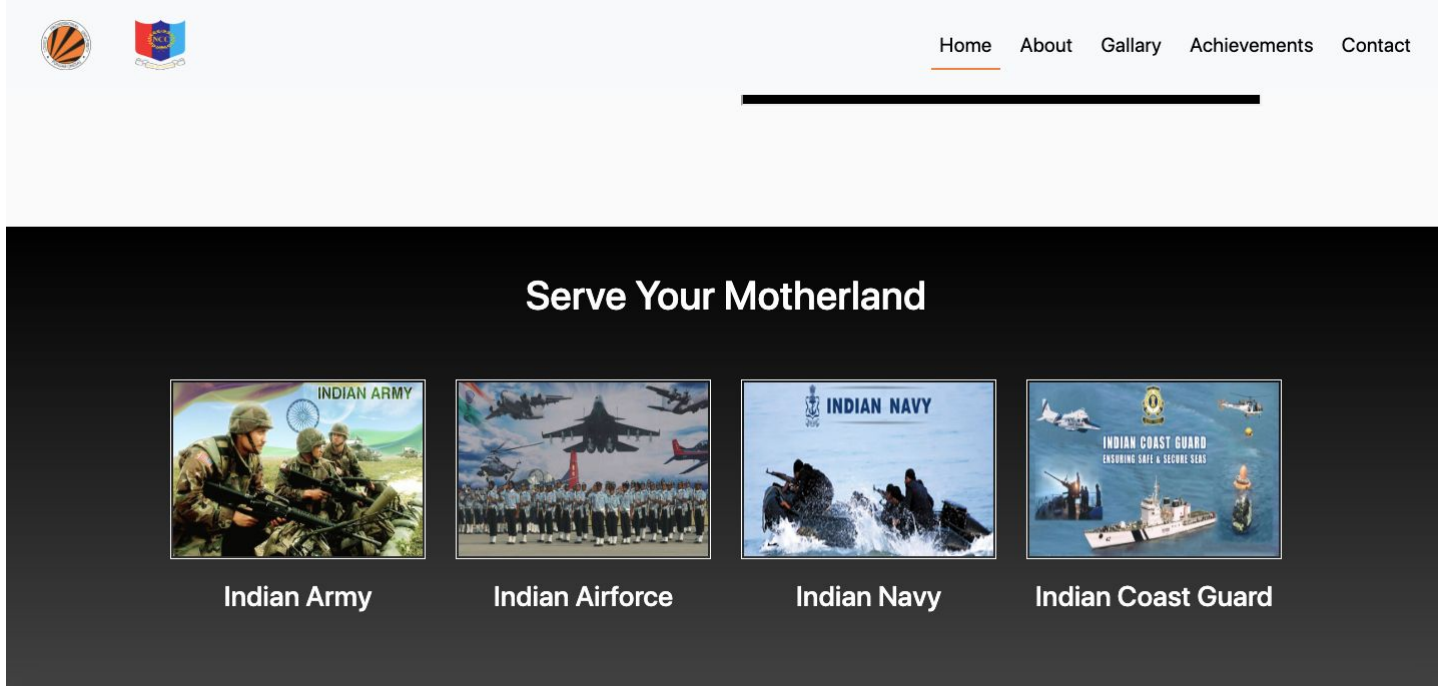 NCC
Home About Gallary Achievements Contact
Serve Your Motherland
INDIAN ARMY
INDIAN NAVY
INDIAN COAST GUARD
ENSURING SAFE & SECURE SEAS
Indian Army Indian Airforce Indian Navy Indian Coast Guard